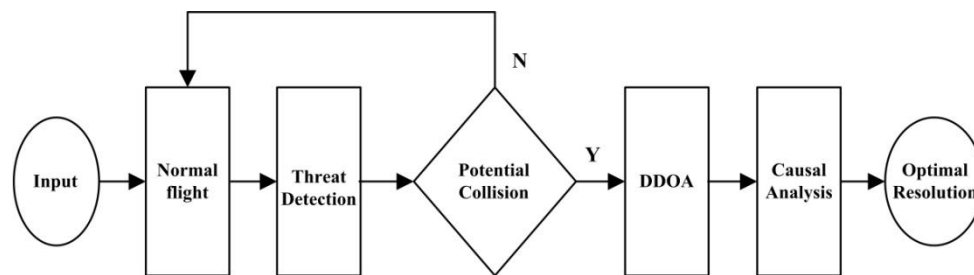 N
Input
Normal
flight
Threat
Detection
Potential
Collision
Y
DDOA
Causal
Analysis
Optimal
Resolution